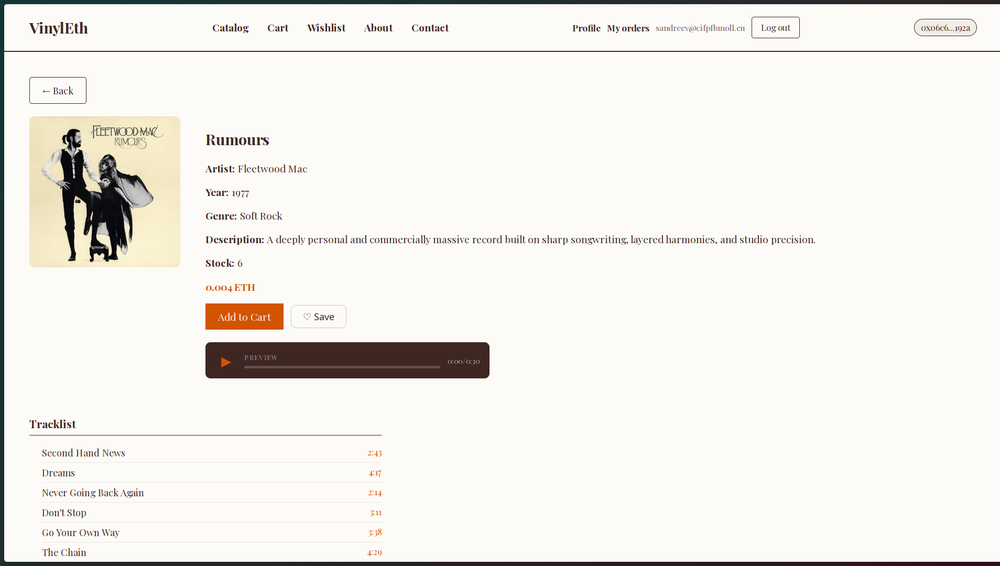 VinylEth
Catalog Cart Wishlist About Contact
Profile My orders sandreev@cifpfbmoll.eu Log out
0x06c6...192a
← Back
FLEETWOOD MAC
RUMOURS
Rumours
Artist: Fleetwood Mac
Year: 1977
Genre: Soft Rock
Description: A deeply personal and commercially massive record built on sharp songwriting, layered harmonies, and studio precision.
Stock: 6
0.004 ETH
Add to Cart ♡ Save
PREVIEW
0:00/0:30
Tracklist
Second Hand News 2:43
Dreams 4:17
Never Going Back Again 2:14
Don't Stop 3:11
Go Your Own Way 3:38
The Chain 4:29